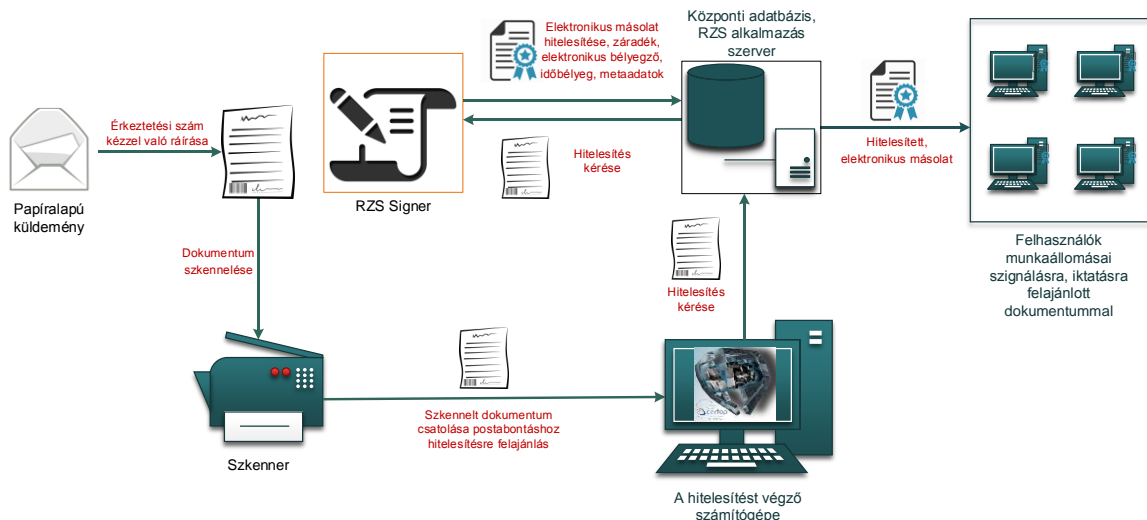 Elektronikus másolat
hitelesítése, záradék,
elektronikus bélyegző,
időbélyeg, metaadatok
Központi adatbázis,
RZS alkalmazás
szerver
Érkeztetési szám
kézzel való ráírása
Papíralapú
küldemény
RZS Signer
Hitelesítés
kérése
Hitelesített,
elektronikus másolat
Felhasználók
munkaállomásai
szignálásra, iktatásra
felajánlott
dokumentummal
Dokumentum
szkennelése
Hitelesítés
kérése
Szkenner
Szkennelt dokumentum
csatolása postabontáshoz
hitelesítésre felajánlás
certop
A hitelesítést végző
számítógépe